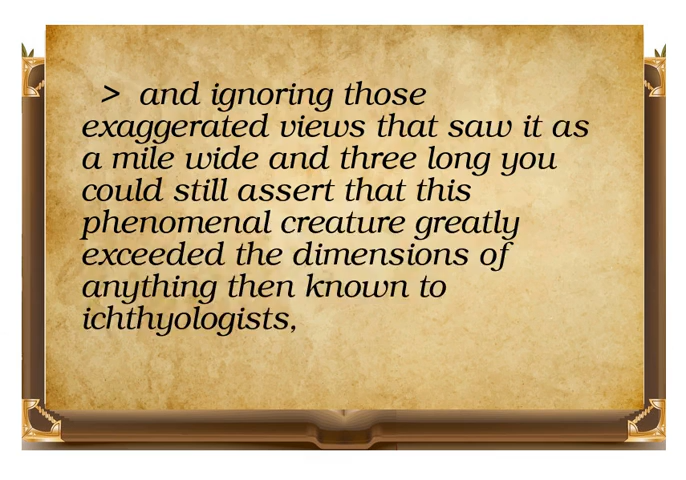 > and ignoring those
exaggerated views that saw it as
a mile wide and three long you
could still assert that this
phenomenal creature greatly
exceeded the dimensions of
anything then known to
ichthyologists,